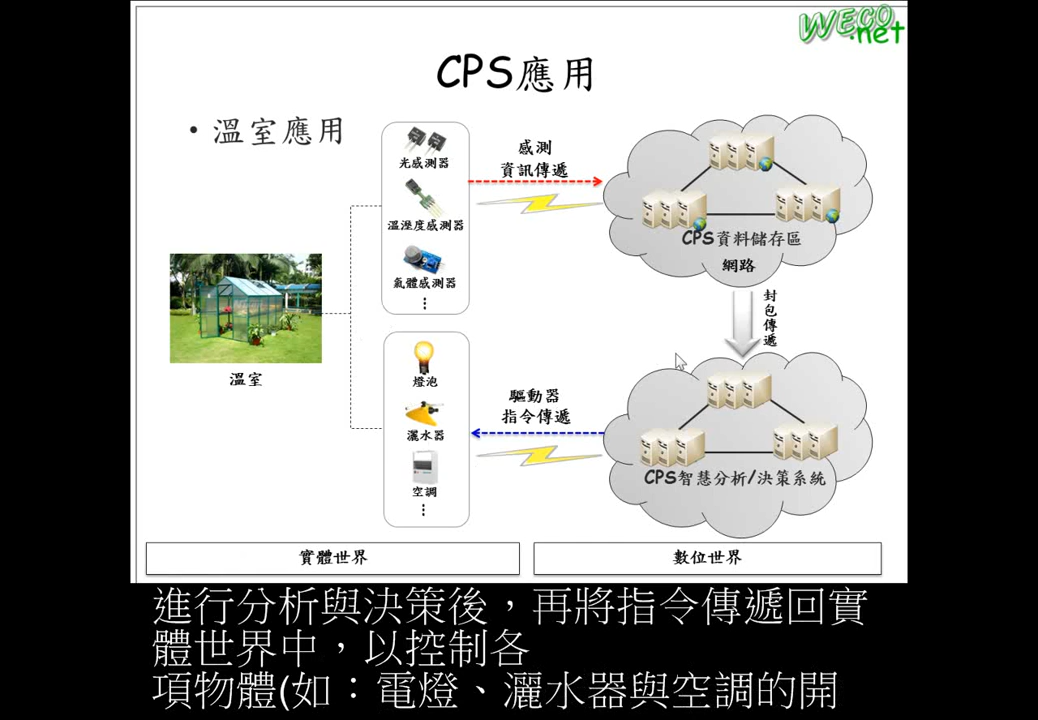 WECO
.net
CPS應用
•溫室應用
光感測器
溫溼度感測器
氣體感測器
感測
資訊傳遞
CPS資料儲存區
網路
封包傳遞
溫室
燈泡
灑水器
空調
驅動器
指令傳遞
CPS智慧分析/決策系統
實體世界
數位世界
進行分析與決策後，再將指令傳遞回實
體世界中，以控制各
項物體(如：電燈、灑水器與空調的開